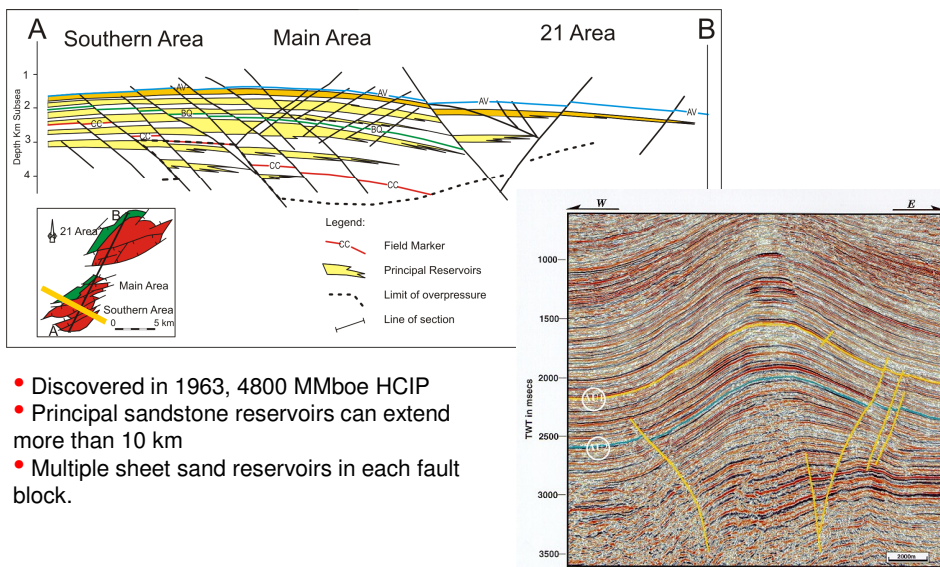 A
B
Southern Area
Main Area
21 Area
Depth Km Subsea
1
2
3
4
AV
AV
AV
AV
BQ
BQ
CC
CC
CC
CC
B
21 Area
Main Area
Southern Area
0 5 km
A
Legend:
CC
Field Marker
Principal Reservoirs
Limit of overpressure
Line of section
W
E
1000
1500
2000
2500
3000
3500
TWT in msecs
2000m
• Discovered in 1963, 4800 MMboe HCIP
• Principal sandstone reservoirs can extend
more than 10 km
• Multiple sheet sand reservoirs in each fault
block.